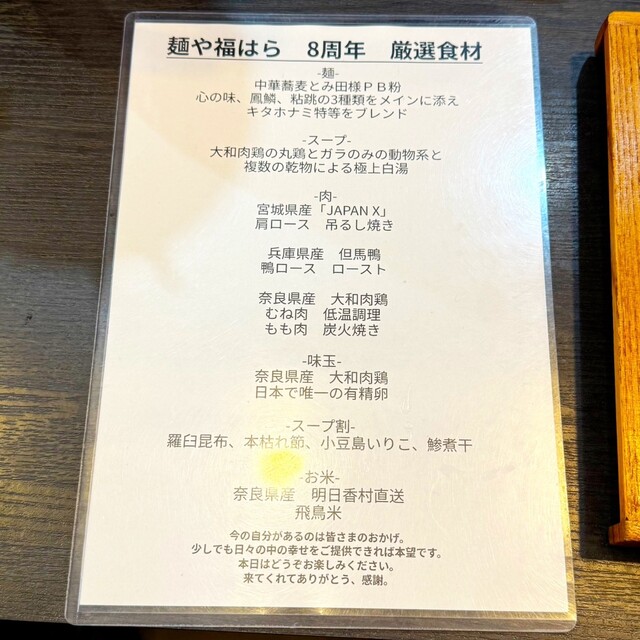 麺や福はら　8周年　厳選食材
-麺-
中華蕎麦とみ田様ＰＢ粉
心の味、鳳鱗、粘跳の3種類をメインに添え
キタホナミ特等をブレンド
-スープ-
大和肉鶏の丸鶏とガラのみの動物系と
複数の乾物による極上白湯
-肉-
宮城県産「JAPAN X」
肩ロース　吊るし焼き
兵庫県産　但馬鴨
鴨ロース　ロースト
奈良県産　大和肉鶏
むね肉　低温調理
もも肉　炭火焼き
-味玉-
奈良県産　大和肉鶏
日本で唯一の有精卵
-スープ割-
羅臼昆布、本枯れ節、小豆島いりこ、鯵煮干
-お米-
奈良県産　明日香村直送
飛鳥米
今の自分があるのは皆さまのおかげ。
少しでも日々の中の幸せをご提供できれば本望です。
本日はどうぞお楽しみください。
来てくれてありがとう、感謝。